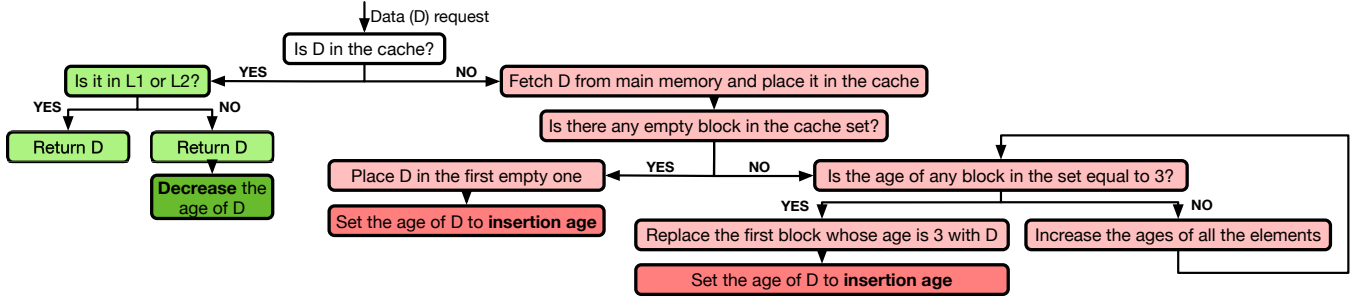 Data (D) request
Is D in the cache?
YES
NO
Is it in L1 or L2?
Fetch D from main memory and place it in the cache
YES
NO
Return D
Return D
Decrease the
age of D
Is there any empty block in the cache set?
YES
NO
Place D in the first empty one
Set the age of D to insertion age
Is the age of any block in the set equal to 3?
YES
NO
Replace the first block whose age is 3 with D
Increase the ages of all the elements
Set the age of D to insertion age